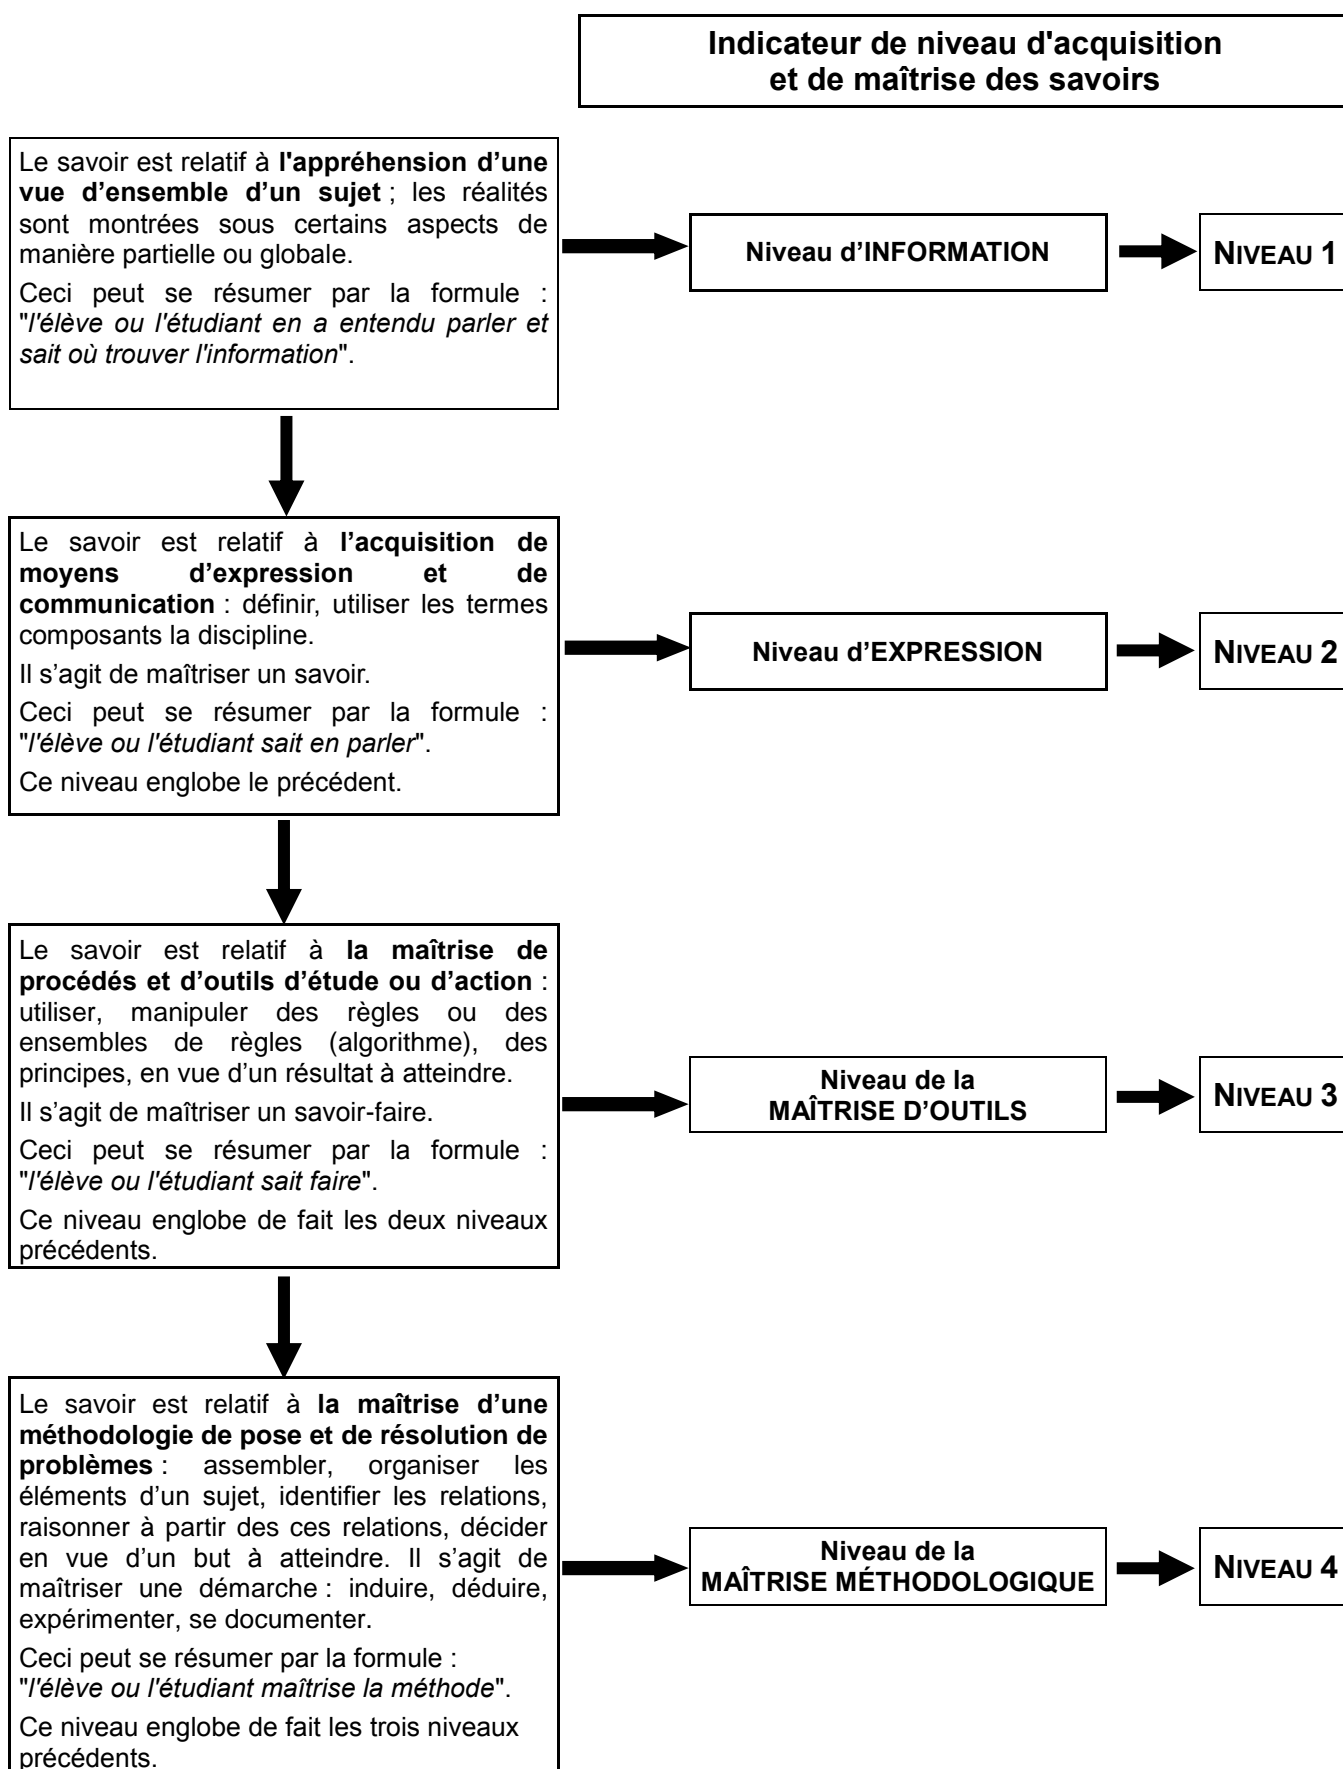 Indicateur de niveau d'acquisition
et de maîtrise des savoirs
Le savoir est relatif à l'appréhension d’une
vue d’ensemble d’un sujet ; les réalités
sont montrées sous certains aspects de
manière partielle ou globale.
Ceci peut se résumer par la formule :
"l'élève ou l'étudiant en a entendu parler et
sait où trouver l'information".
Niveau d’INFORMATION
NIVEAU 1
Le savoir est relatif à l’acquisition de
moyens d’expression et de
communication : définir, utiliser les termes
composants la discipline.
Il s’agit de maîtriser un savoir.
Ceci peut se résumer par la formule :
"l'élève ou l'étudiant sait en parler".
Ce niveau englobe le précédent.
Niveau d’EXPRESSION
NIVEAU 2
Le savoir est relatif à la maîtrise de
procédés et d’outils d’étude ou d’action :
utiliser, manipuler des règles ou des
ensembles de règles (algorithme), des
principes, en vue d’un résultat à atteindre.
Il s’agit de maîtriser un savoir-faire.
Ceci peut se résumer par la formule :
"l'élève ou l'étudiant sait faire".
Ce niveau englobe de fait les deux niveaux
précédents.
Niveau de la
MAÎTRISE D’OUTILS
NIVEAU 3
Le savoir est relatif à la maîtrise d’une
méthodologie de pose et de résolution de
problèmes : assembler, organiser les
éléments d’un sujet, identifier les relations,
raisonner à partir des ces relations, décider
en vue d’un but à atteindre. Il s’agit de
maîtriser une démarche : induire, déduire,
expérimenter, se documenter.
Ceci peut se résumer par la formule :
"l'élève ou l'étudiant maîtrise la méthode".
Ce niveau englobe de fait les trois niveaux
précédents.
Niveau de la
MAÎTRISE MÉTHODOLOGIQUE
NIVEAU 4